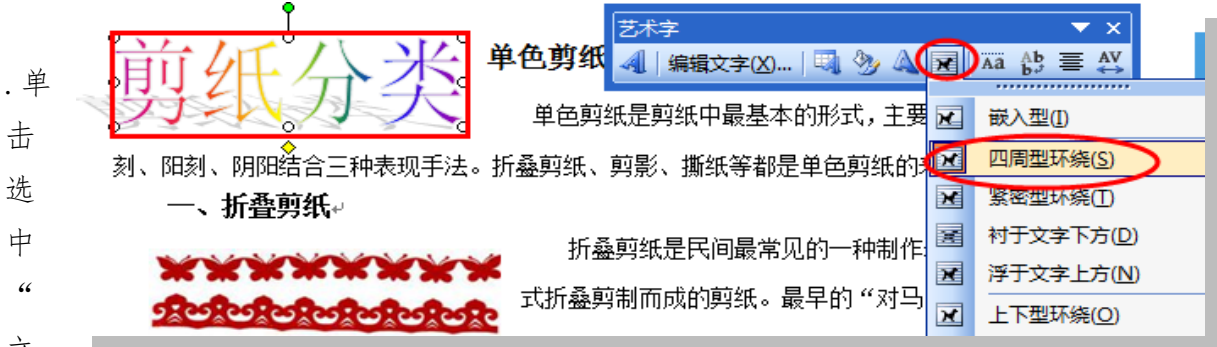 .单
击
选
中
“
剪纸分类
单色剪纸
单色剪纸是剪纸中最基本的形式，主要
刻、阳刻、阴阳结合三种表现手法。折叠剪纸、剪影、撕纸等都是单色剪纸的
一、折叠剪纸
折叠剪纸是民间最常见的一种制作
式折叠剪制而成的剪纸。最早的“对马
艺术字
编辑文字(X)...
Aa
Ab
AV
嵌入型(I)
四周型环绕(S)
紧密型环绕(T)
衬于文字下方(D)
浮于文字上方(N)
上下型环绕(O)